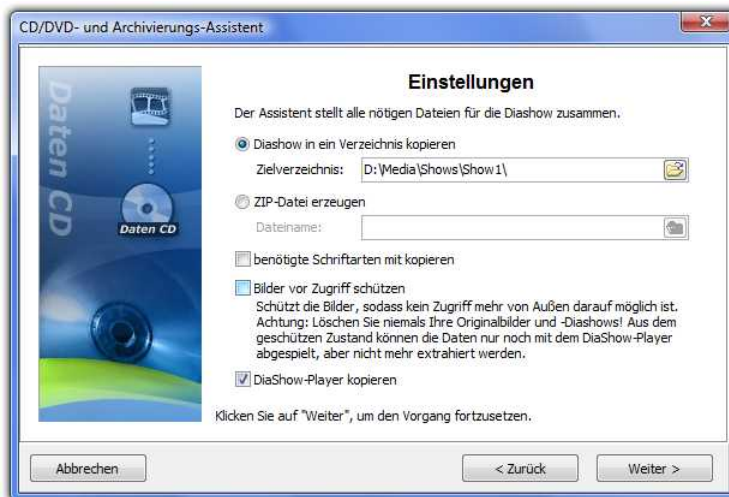 CD/DVD- und Archivierungs-Assistent
Daten CD
Daten CD
Einstellungen
Der Assistent stellt alle nötigen Dateien für die Diashow zusammen.
Diashow in ein Verzeichnis kopieren
Zielverzeichnis: D:\Media\Shows\Show1\
ZIP-Datei erzeugen
Dateiname:
benötigte Schriftarten mit kopieren
Bilder vor Zugriff schützen
Schützt die Bilder, sodass kein Zugriff mehr von Außen darauf möglich ist.
Achtung: Löschen Sie niemals Ihre Originalbilder und -Diashows! Aus dem
geschützen Zustand können die Daten nur noch mit dem DiaShow-Player
abgespielt, aber nicht mehr extrahiert werden.
DiaShow-Player kopieren
Klicken Sie auf "Weiter", um den Vorgang fortzusetzen.
Abbrechen
< Zurück
Weiter >